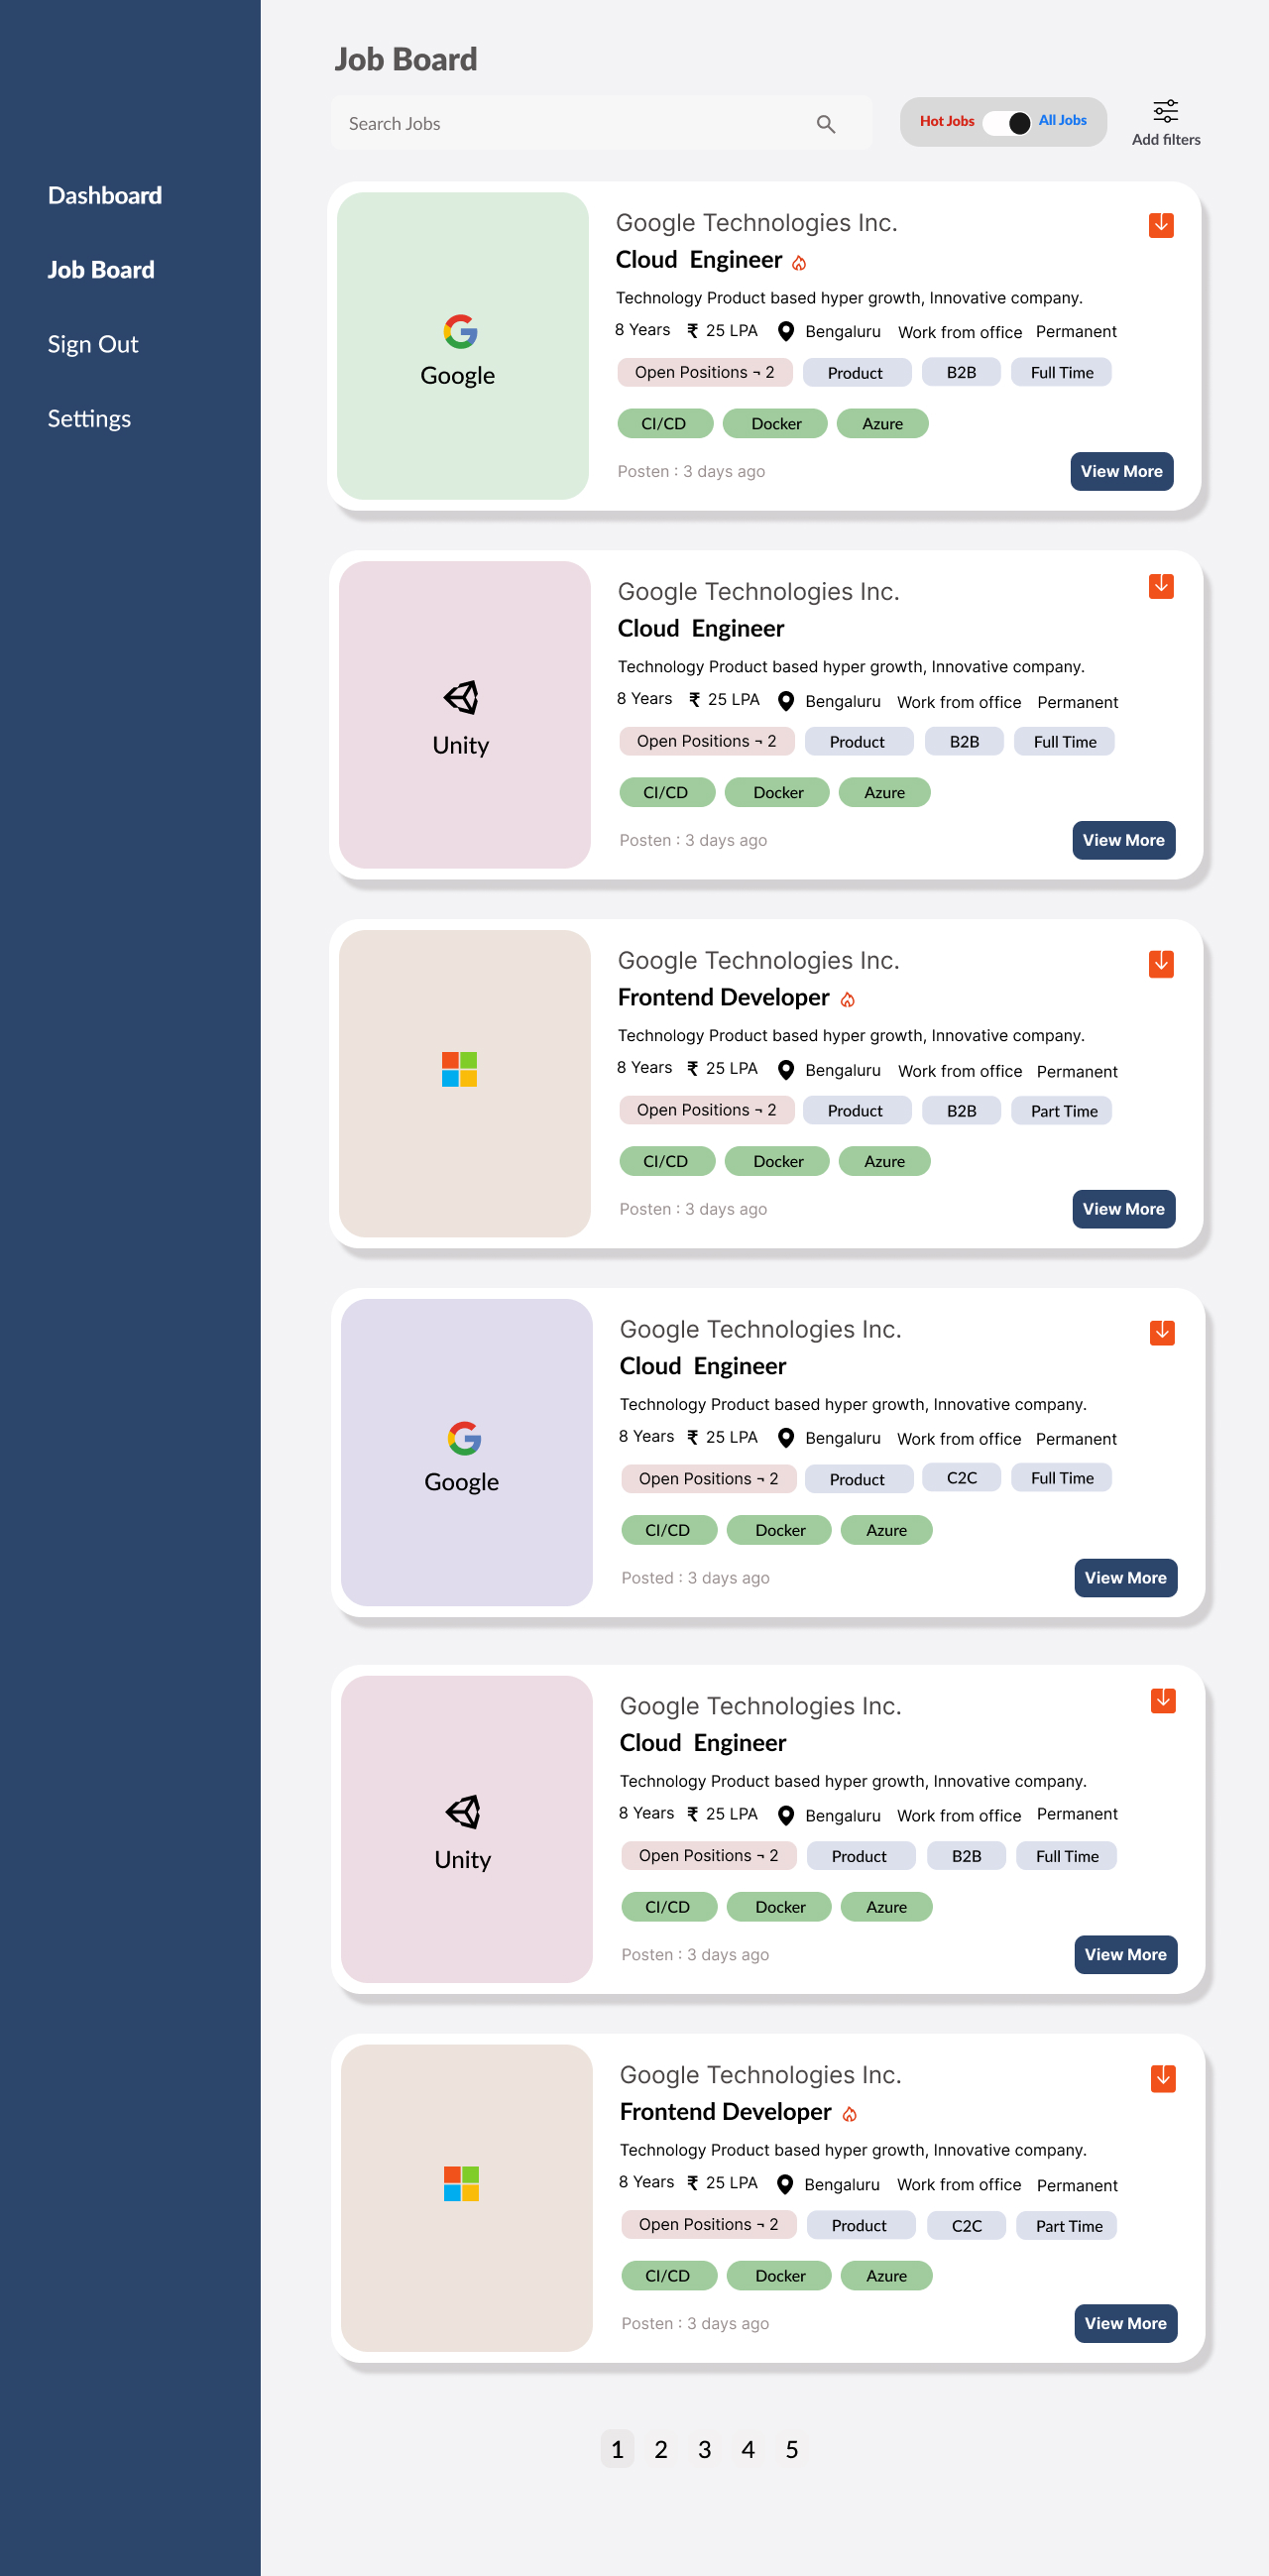 Dashboard
Job Board
Sign Out
Settings
Job Board
Search Jobs
Hot Jobs
All Jobs
Add filters
Google
Google Technologies Inc.
Cloud Engineer
Technology Product based hyper growth, Innovative company.
8 Years ₹ 25 LPA Bengaluru Work from office Permanent
Open Positions ¬ 2 Product B2B Full Time
CI/CD Docker Azure
Posten : 3 days ago View More
Unity
Google Technologies Inc.
Cloud Engineer
Technology Product based hyper growth, Innovative company.
8 Years ₹ 25 LPA Bengaluru Work from office Permanent
Open Positions ¬ 2 Product B2B Full Time
CI/CD Docker Azure
Posten : 3 days ago View More
Google Technologies Inc.
Frontend Developer
Technology Product based hyper growth, Innovative company.
8 Years ₹ 25 LPA Bengaluru Work from office Permanent
Open Positions ¬ 2 Product B2B Part Time
CI/CD Docker Azure
Posten : 3 days ago View More
Google
Google Technologies Inc.
Cloud Engineer
Technology Product based hyper growth, Innovative company.
8 Years ₹ 25 LPA Bengaluru Work from office Permanent
Open Positions ¬ 2 Product C2C Full Time
CI/CD Docker Azure
Posted : 3 days ago View More
Unity
Google Technologies Inc.
Cloud Engineer
Technology Product based hyper growth, Innovative company.
8 Years ₹ 25 LPA Bengaluru Work from office Permanent
Open Positions ¬ 2 Product B2B Full Time
CI/CD Docker Azure
Posten : 3 days ago View More
Google Technologies Inc.
Frontend Developer
Technology Product based hyper growth, Innovative company.
8 Years ₹ 25 LPA Bengaluru Work from office Permanent
Open Positions ¬ 2 Product C2C Part Time
CI/CD Docker Azure
Posten : 3 days ago View More
1 2 3 4 5